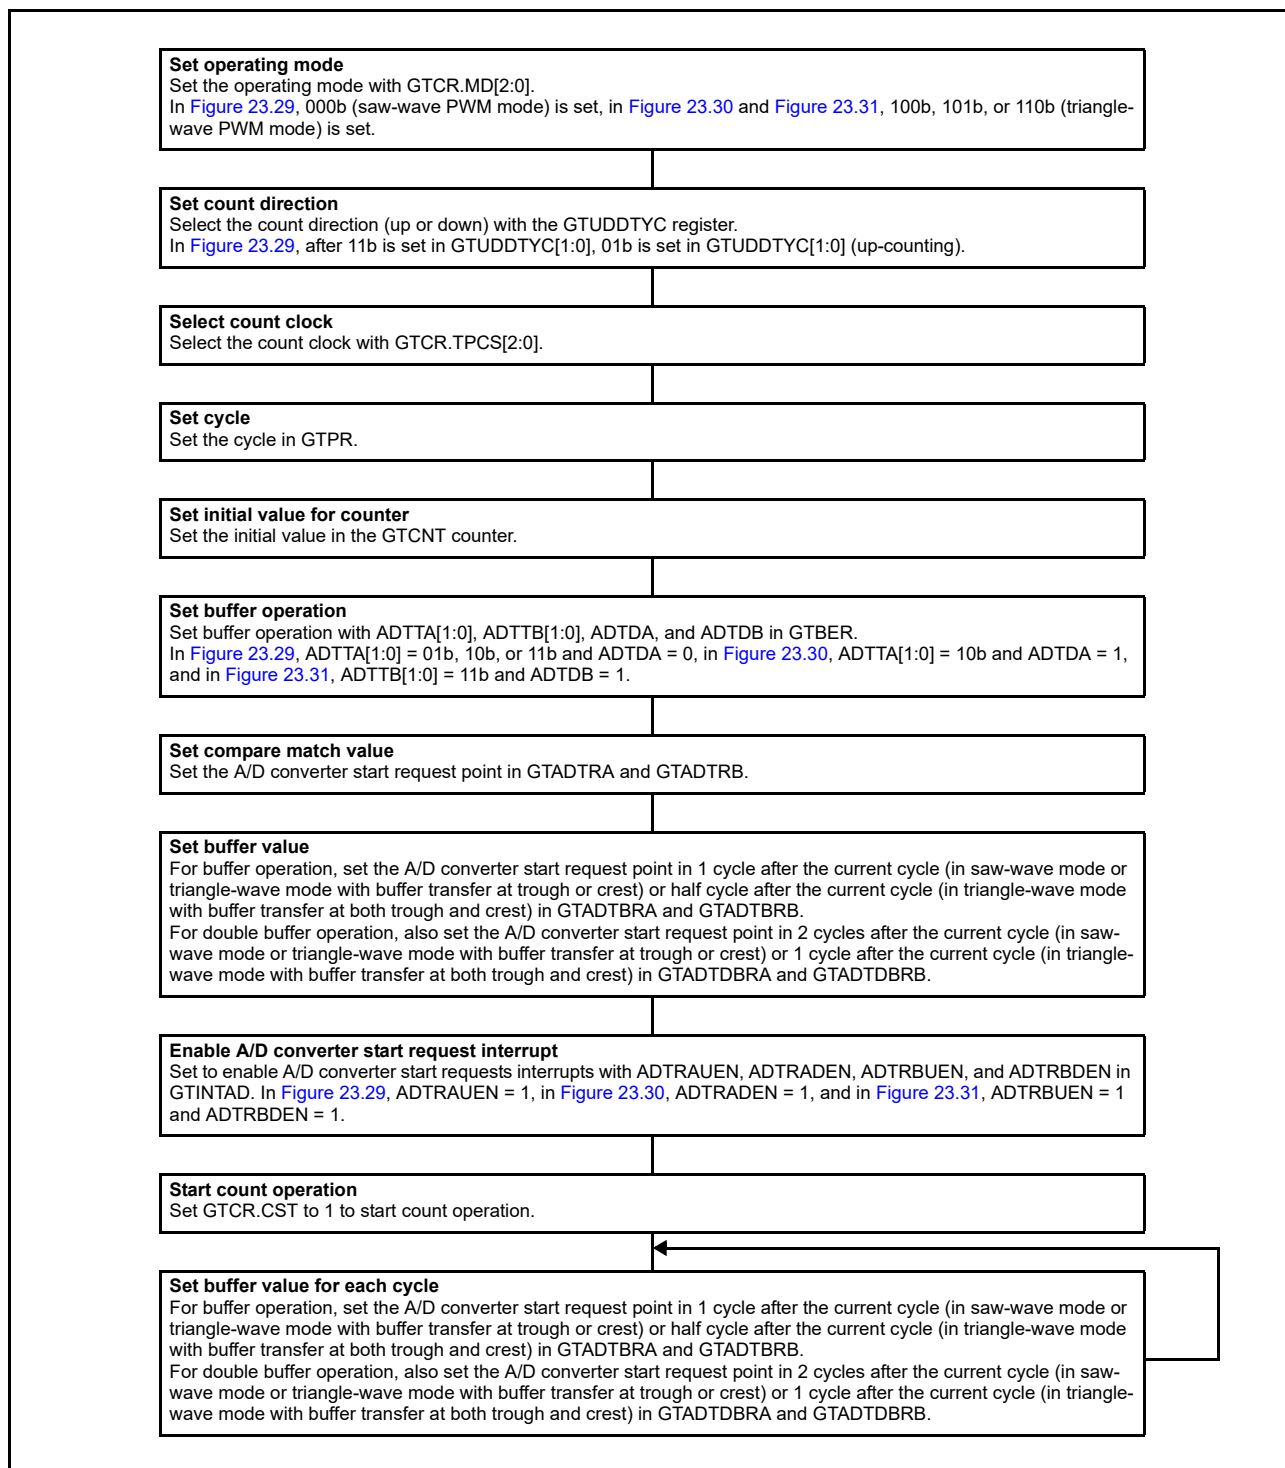 Set operating mode
Set the operating mode with GTCR.MD[2:0].
In Figure 23.29, 000b (saw-wave PWM mode) is set, in Figure 23.30 and Figure 23.31, 100b, 101b, or 110b (triangle-
wave PWM mode) is set.
Set count direction
Select the count direction (up or down) with the GTUDDTYC register.
In Figure 23.29, after 11b is set in GTUDDTYC[1:0], 01b is set in GTUDDTYC[1:0] (up-counting).
Select count clock
Select the count clock with GTCR.TPCS[2:0].
Set cycle
Set the cycle in GTPR.
Set initial value for counter
Set the initial value in the GTCNT counter.
Set buffer operation
Set buffer operation with ADTTA[1:0], ADTTB[1:0], ADTDA, and ADTDB in GTBER.
In Figure 23.29, ADTTA[1:0] = 01b, 10b, or 11b and ADTDA = 0, in Figure 23.30, ADTTA[1:0] = 10b and ADTDA = 1,
and in Figure 23.31, ADTTB[1:0] = 11b and ADTDB = 1.
Set compare match value
Set the A/D converter start request point in GTADTRA and GTADTRB.
Set buffer value
For buffer operation, set the A/D converter start request point in 1 cycle after the current cycle (in saw-wave mode or
triangle-wave mode with buffer transfer at trough or crest) or half cycle after the current cycle (in triangle-wave mode
with buffer transfer at both trough and crest) in GTADTBRA and GTADTBRB.
For double buffer operation, also set the A/D converter start request point in 2 cycles after the current cycle (in saw-
wave mode or triangle-wave mode with buffer transfer at trough or crest) or 1 cycle after the current cycle (in triangle-
wave mode with buffer transfer at both trough and crest) in GTADTDBRA and GTADTDBRB.
Enable A/D converter start request interrupt
Set to enable A/D converter start requests interrupts with ADTRAUEN, ADTRADEN, ADTRBUEN, and ADTRBDEN in
GTINTAD. In Figure 23.29, ADTRAUEN = 1, in Figure 23.30, ADTRADEN = 1, and in Figure 23.31, ADTRBUEN = 1
and ADTRBDEN = 1.
Start count operation
Set GTCR.CST to 1 to start count operation.
Set buffer value for each cycle
For buffer operation, set the A/D converter start request point in 1 cycle after the current cycle (in saw-wave mode or
triangle-wave mode with buffer transfer at trough or crest) or half cycle after the current cycle (in triangle-wave mode
with buffer transfer at both trough and crest) in GTADTBRA and GTADTBRB.
For double buffer operation, also set the A/D converter start request point in 2 cycles after the current cycle (in saw-
wave mode or triangle-wave mode with buffer transfer at trough or crest) or 1 cycle after the current cycle (in triangle-
wave mode with buffer transfer at both trough and crest) in GTADTDBRA and GTADTDBRB.